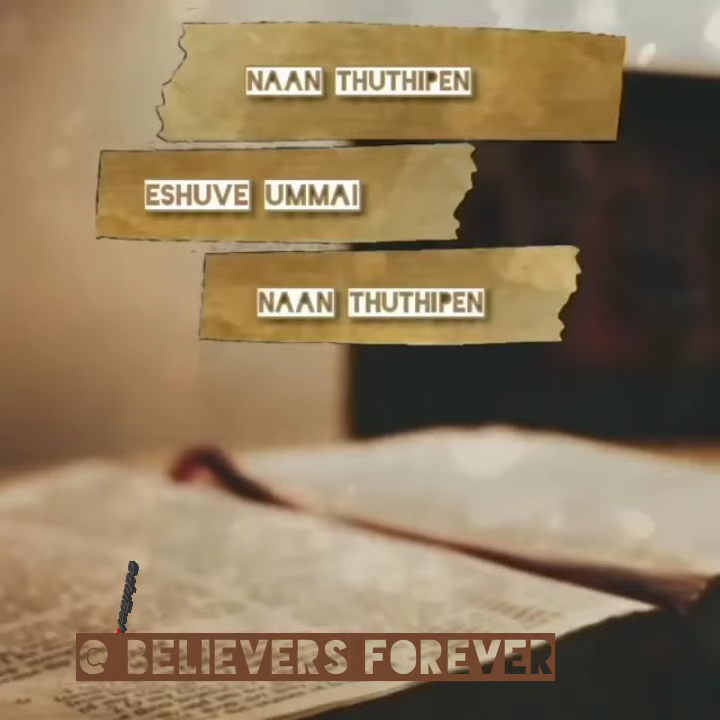 NAAN THUTHIPEN
ESHUVE UMMAI
NAAN THUTHIPEN
@ BELIEVERS FOREVER